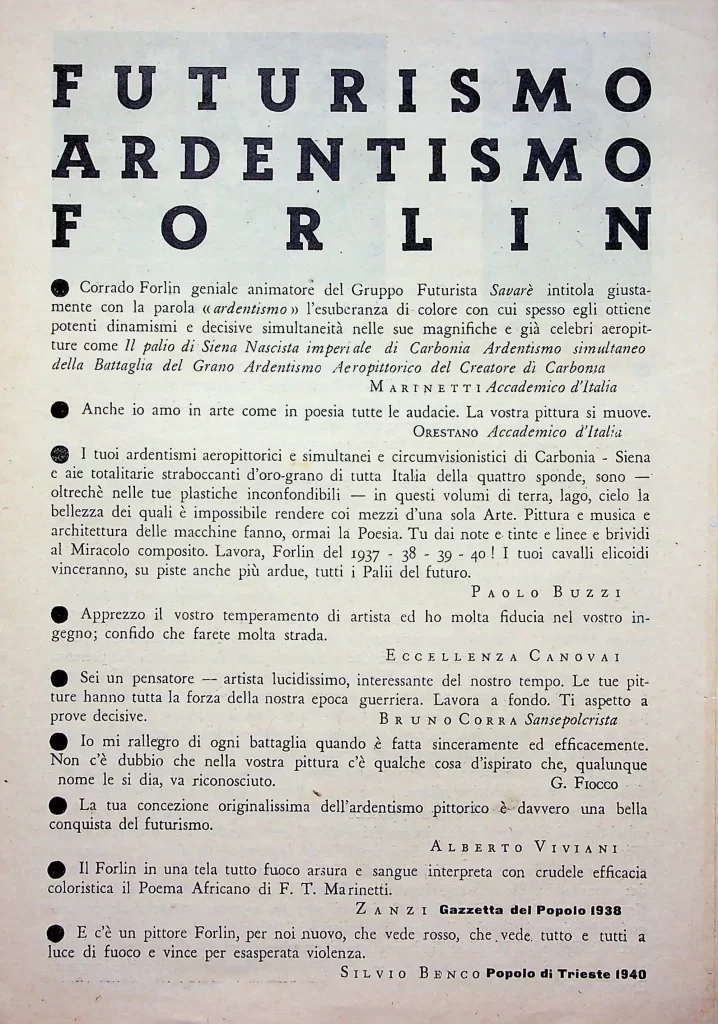 FUTURISMO
ARDENTISMO
FORLIN
● Corrado Forlin geniale animatore del Gruppo Futurista Savarè intitola giusta-
mente con la parola «ardentismo» l'esuberanza di colore con cui spesso egli ottiene
potenti dinamismi e decisive simultaneità nelle sue magnifiche e già celebri aeropit-
ture come Il palio di Siena Nascista imperiale di Carbonia Ardentismo simultaneo
della Battaglia del Grano Ardentismo Aeropittorico del Creatore di Carbonia
MARINETTI Accademico d'Italia
● Anche io amo in arte come in poesia tutte le audacie. La vostra pittura si muove.
ORESTANO Accademico d'Italia
● I tuoi ardentismi aeropittorici e simultanei e circumvisionistici di Carbonia - Siena
e aie totalitarie straboccanti d'oro-grano di tutta Italia della quattro sponde, sono —
oltrechè nelle tue plastiche inconfondibili — in questi volumi di terra, lago, cielo la
bellezza dei quali è impossibile rendere coi mezzi d'una sola Arte. Pittura e musica e
architettura delle macchine fanno, ormai la Poesia. Tu dai note e tinte e linee e brividi
al Miracolo composito. Lavora, Forlin del 1937 - 38 - 39 - 40! I tuoi cavalli elicoidi
vinceranno, su piste anche più ardue, tutti i Palii del futuro.
PAOLO BUZZI
● Apprezzo il vostro temperamento di artista ed ho molta fiducia nel vostro in-
gegno; confido che farete molta strada.
ECCELLENZA CANOVAI
● Sei un pensatore — artista lucidissimo, interessante del nostro tempo. Le tue pit-
ture hanno tutta la forza della nostra epoca guerriera. Lavora a fondo. Ti aspetto a
prove decisive. BRUNO CORRA Sansepolcrista
● Io mi rallegro di ogni battaglia quando è fatta sinceramente ed efficacemente.
Non c'è dubbio che nella vostra pittura c'è qualche cosa d'ispirato che, qualunque
nome le si dia, va riconosciuto. G. FIOCCO
● La tua concezione originalissima dell'ardentismo pittorico è davvero una bella
conquista del futurismo.
ALBERTO VIVIANI
● Il Forlin in una tela tutto fuoco arsura e sangue interpreta con crudele efficacia
coloristica il Poema Africano di F. T. Marinetti.
ZANZI Gazzetta del Popolo 1938
● E c'è un pittore Forlin, per noi nuovo, che vede rosso, che vede tutto e tutti a
luce di fuoco e vince per esasperata violenza.
SILVIO BENCO Popolo di Trieste 1940